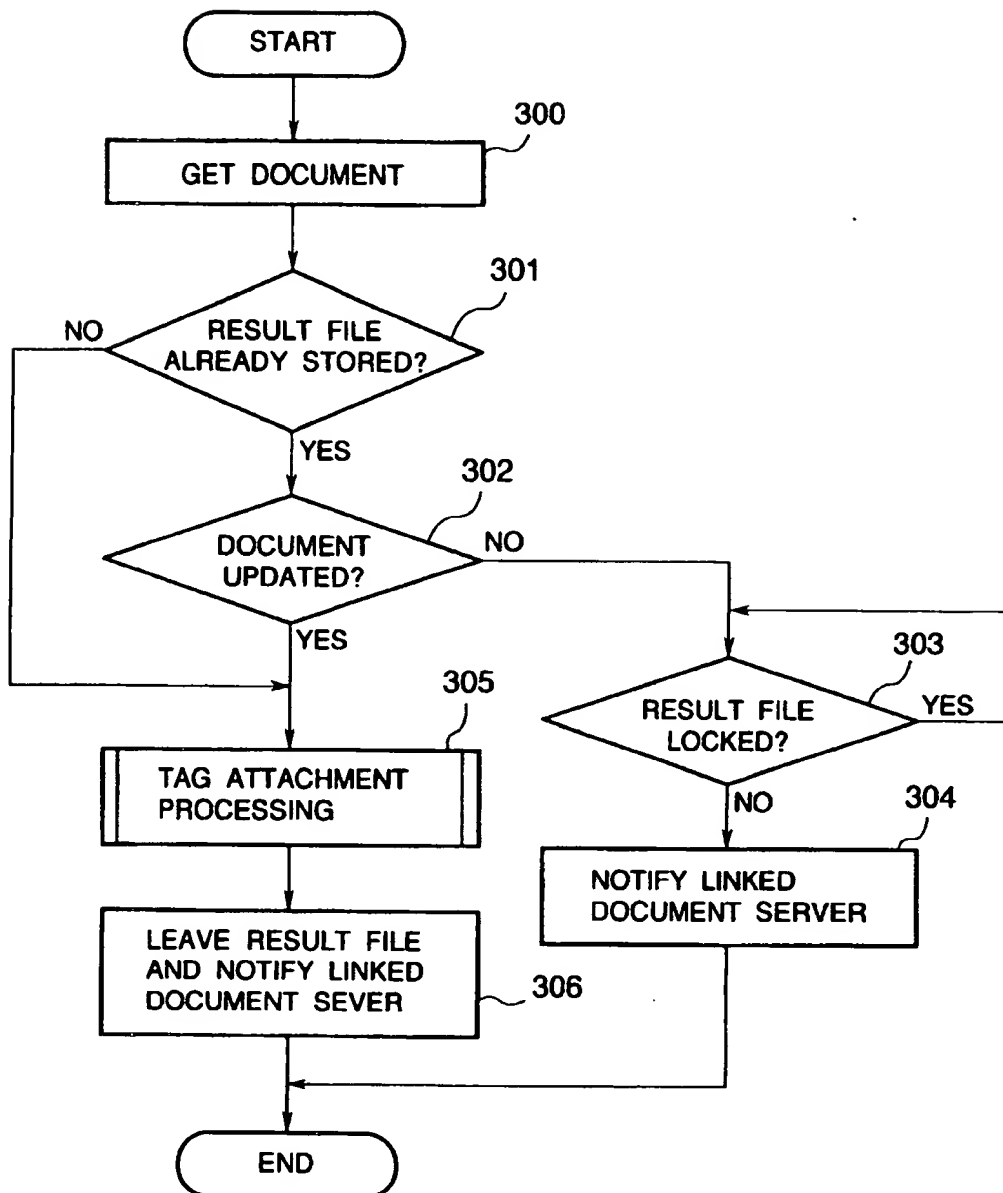 START
300
GET DOCUMENT
301
NO
RESULT FILE
ALREADY STORED?
YES
302
DOCUMENT
UPDATED?
NO
YES
303
RESULT FILE
LOCKED?
YES
NO
305
TAG ATTACHMENT
PROCESSING
304
NOTIFY LINKED
DOCUMENT SERVER
LEAVE RESULT FILE
AND NOTIFY LINKED
DOCUMENT SEVER
306
END